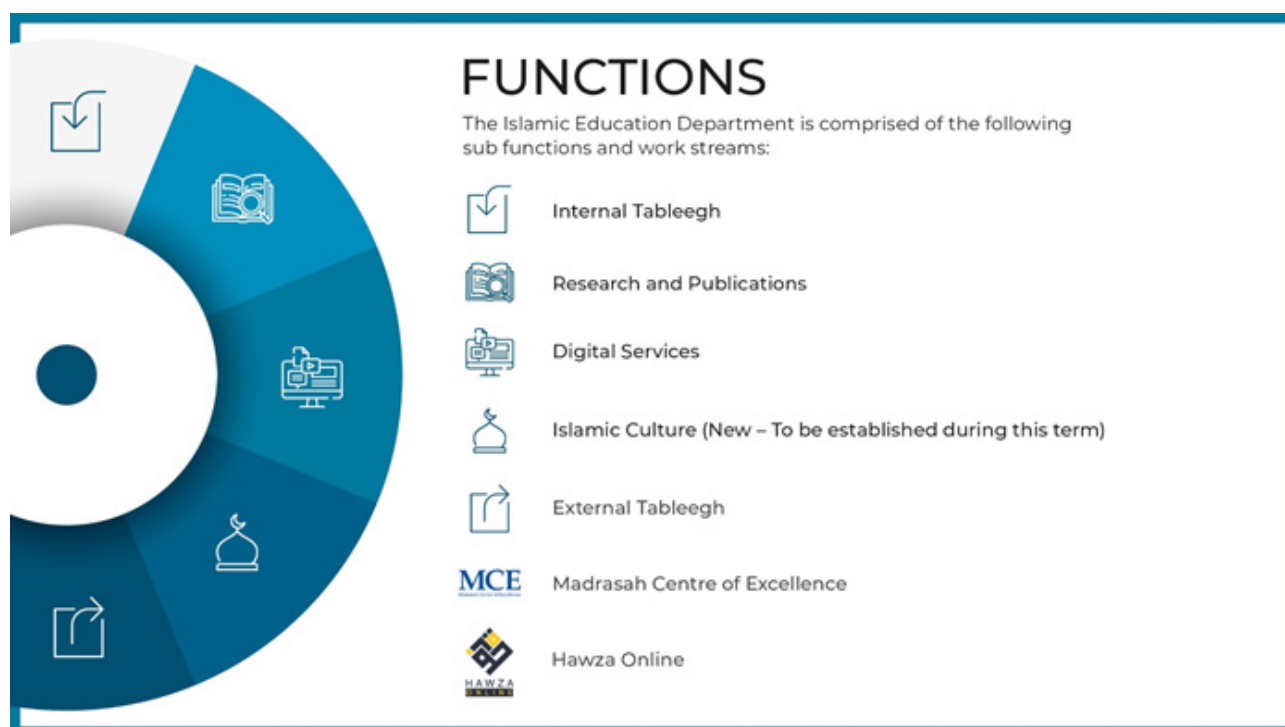 FUNCTIONS
The Islamic Education Department is comprised of the following
sub functions and work streams:
Internal Tableegh
Research and Publications
Digital Services
Islamic Culture (New – To be established during this term)
External Tableegh
MCE
Madrasah Centre of Excellence
Hawza Online
HAWZA
ONLINE